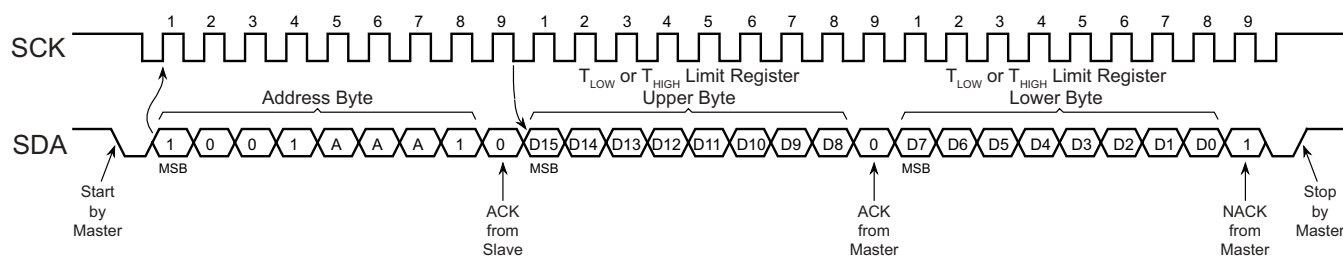 SCK 1 2 3 4 5 6 7 8 9 1 2 3 4 5 6 7 8 9 1 2 3 4 5 6 7 8 9
T_LOW or T_HIGH Limit Register T_LOW or T_HIGH Limit Register
Address Byte Upper Byte Lower Byte
SDA 1 0 0 1 A A A 1 0 D15 D14 D13 D12 D11 D10 D9 D8 0 D7 D6 D5 D4 D3 D2 D1 D0 1
MSB MSB MSB
Start
by
Master
ACK
from
Slave
ACK
from
Master
NACK
from
Master
Stop
by
Master